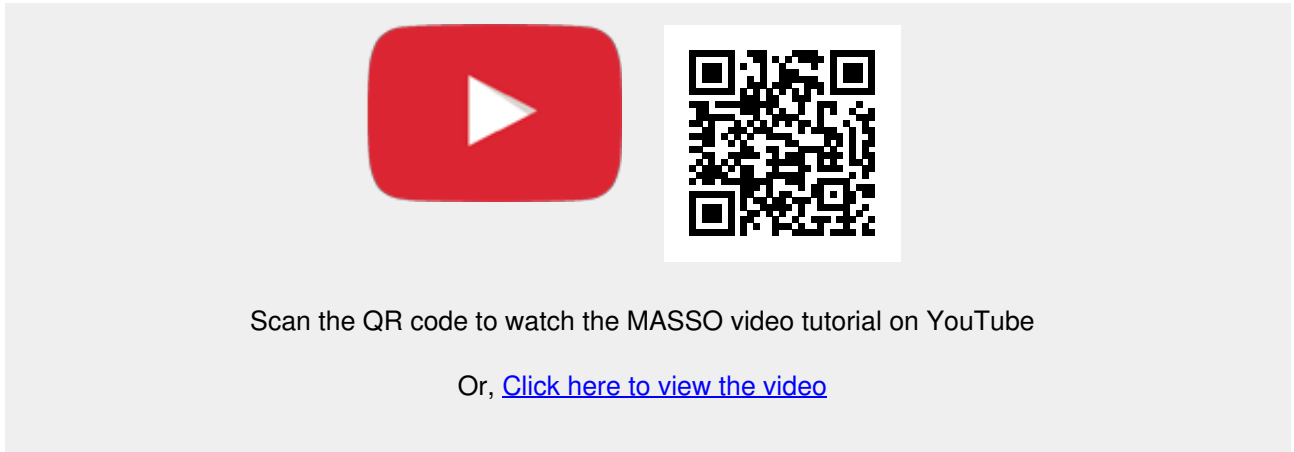 Scan the QR code to watch the MASSO video tutorial on YouTube
Or, Click here to view the video